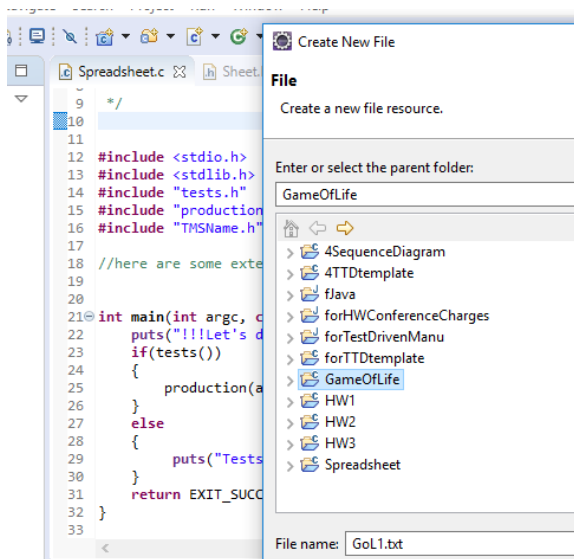 Create New File
Spreadsheet.c
Sheet.
File
Create a new file resource.
9 */
10
11
12 #include <stdio.h>
13 #include <stdlib.h>
14 #include "tests.h"
15 #include "production
16 #include "TMSName.h"
17
18 //here are some exte
19
20
21 int main(int argc, c
22 puts("!!!Let's d
23 if(tests())
24 {
25 production(a
26 }
27 else
28 {
29 puts("Tests
30 }
31 return EXIT_SUCC
32 }
33
Enter or select the parent folder:
GameOfLife
4SequenceDiagram
4TTDtemplate
fJava
forHWConferenceCharges
forTestDrivenManu
forTTDtemplate
GameOfLife
HW1
HW2
HW3
Spreadsheet
File name: GoL1.txt